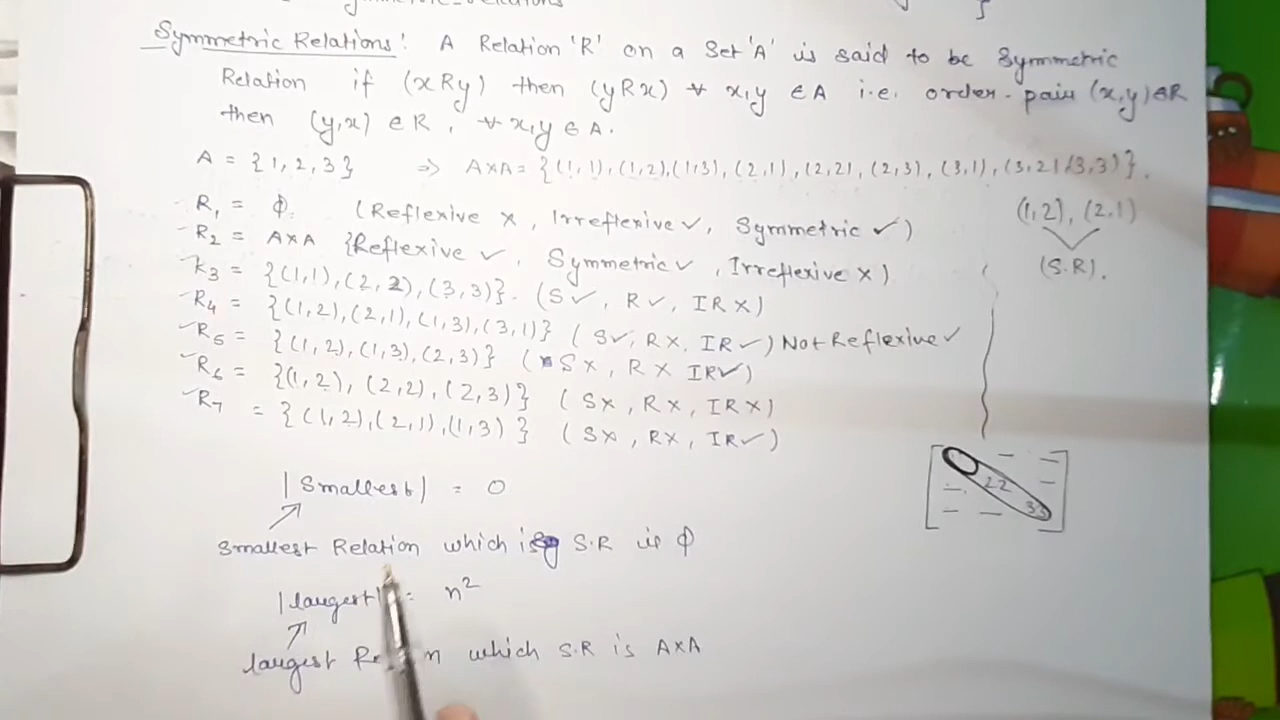 Symmetric Relations: A Relation 'R' on a Set 'A' is said to be Symmetric
Relation if (xRy) then (yRx) ∀ x,y ∈A i.e. order-pair (x,y)∈R
then (y,x) ∈R, ∀ x,y ∈ A.
A = {1,2,3} ⇒ A×A = {(1,1),(1,2),(1,3),(2,1),(2,2),(2,3),(3,1),(3,2)(3,3)}.
R1 = ϕ. (Reflexive ×, Irreflexive ✓, Symmetric ✓)
(1,2), (2,1)
(S.R).
R2 = A×A {Reflexive ✓, Symmetric ✓, Irreflexive ×)
R3 = {(1,1),(2,2),(3,3)}. (S✓, R✓, IR×)
R4 = {(1,2),(2,1),(1,3),(3,1)} (S✓, R×, IR✓) Not Reflexive ✓
R5 = {(1,2),(1,3),(2,3)} (S×, R× IR✓)
R6 = {(1,2),(2,2),(2,3)} (S×, R×, IR×)
R7 = {(1,2),(2,1),(1,3)} (S×, R×, IR✓)
22
33
|Smallest| = 0
Smallest Relation which is S.R is ϕ
|largest| = n²
largest Re n which S.R is A×A